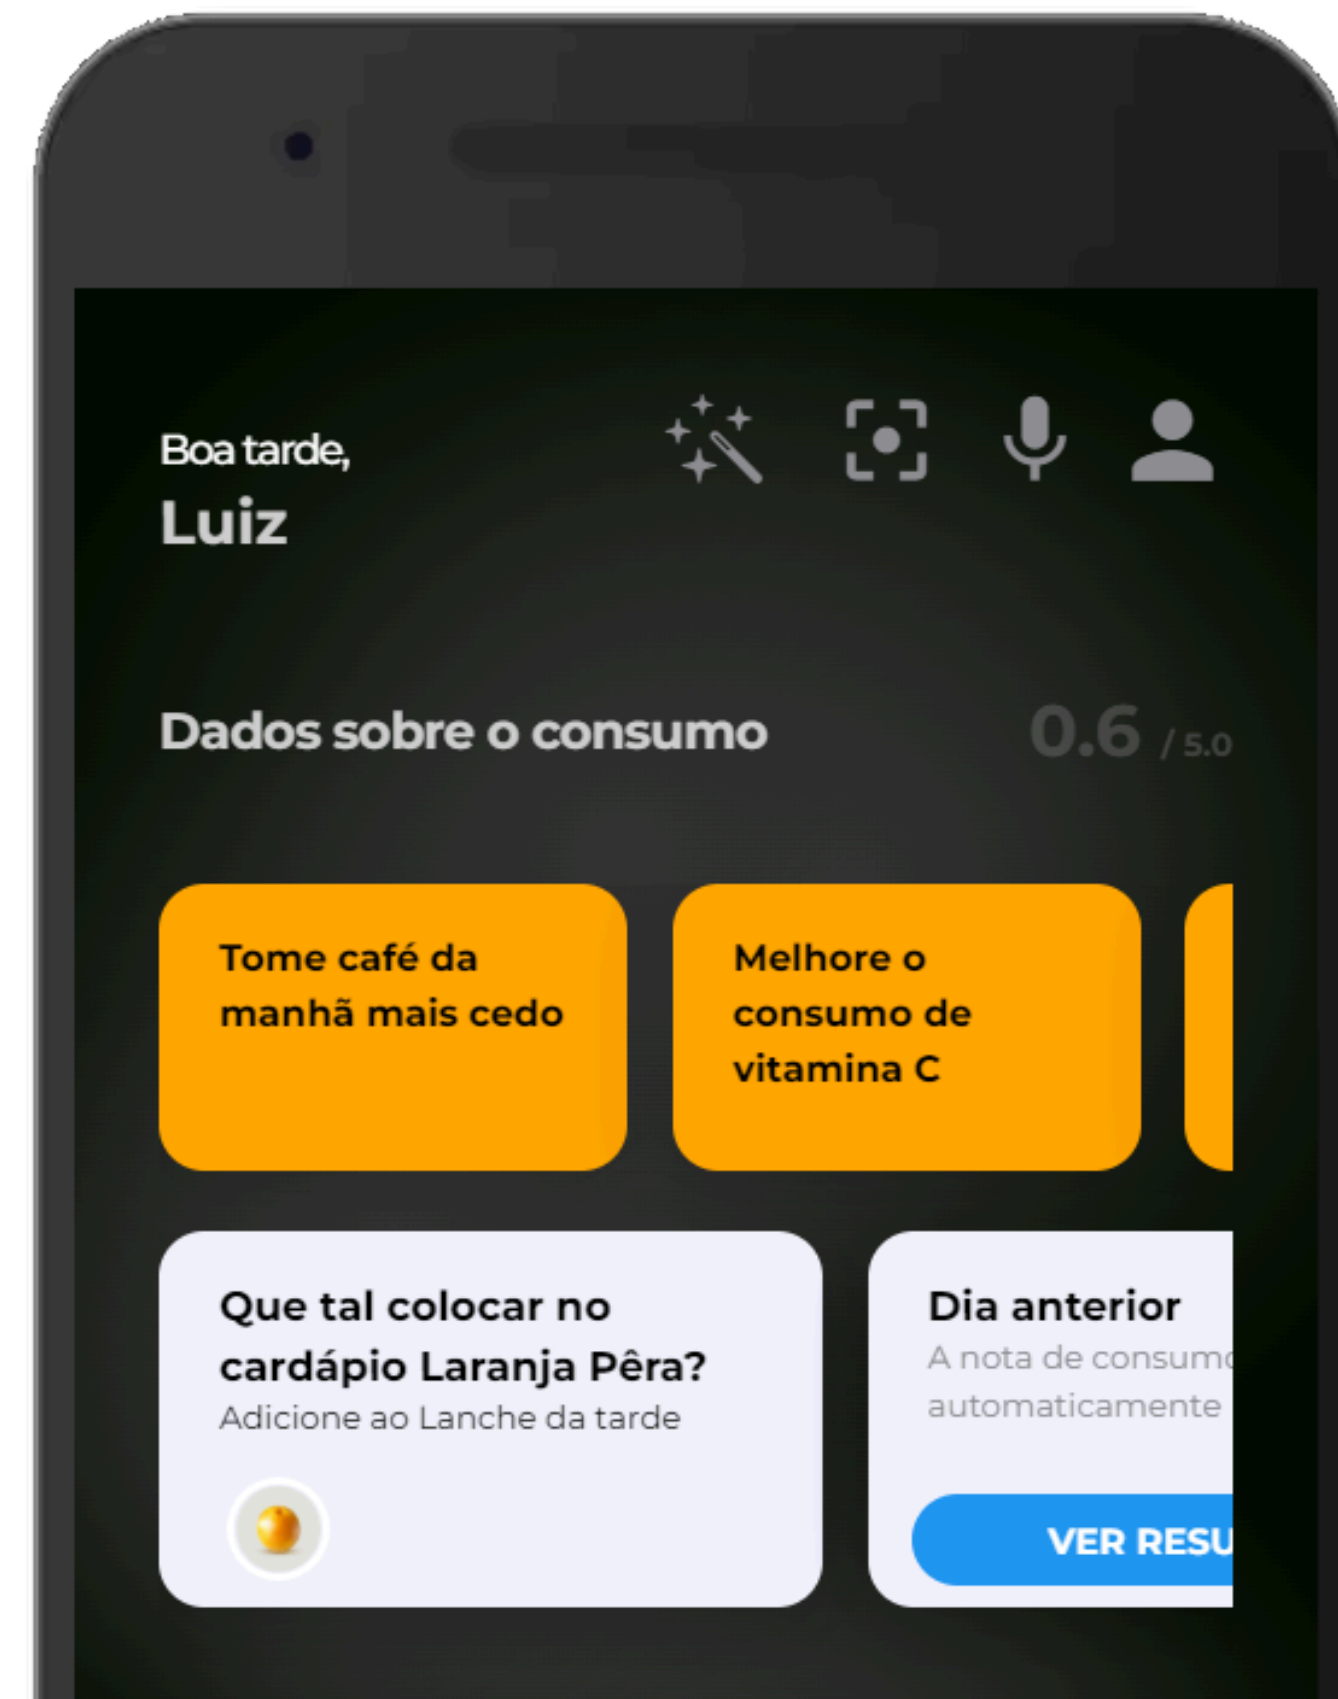 Boa tarde,
Luiz
Dados sobre o consumo
0.6 / 5.0
Tome café da
manhã mais cedo
Melhore o
consumo de
vitamina C
Que tal colocar no
cardápio Laranja Pêra?
Adicione ao Lanche da tarde
Dia anterior
A nota de consumo
automaticamente
VER RESU